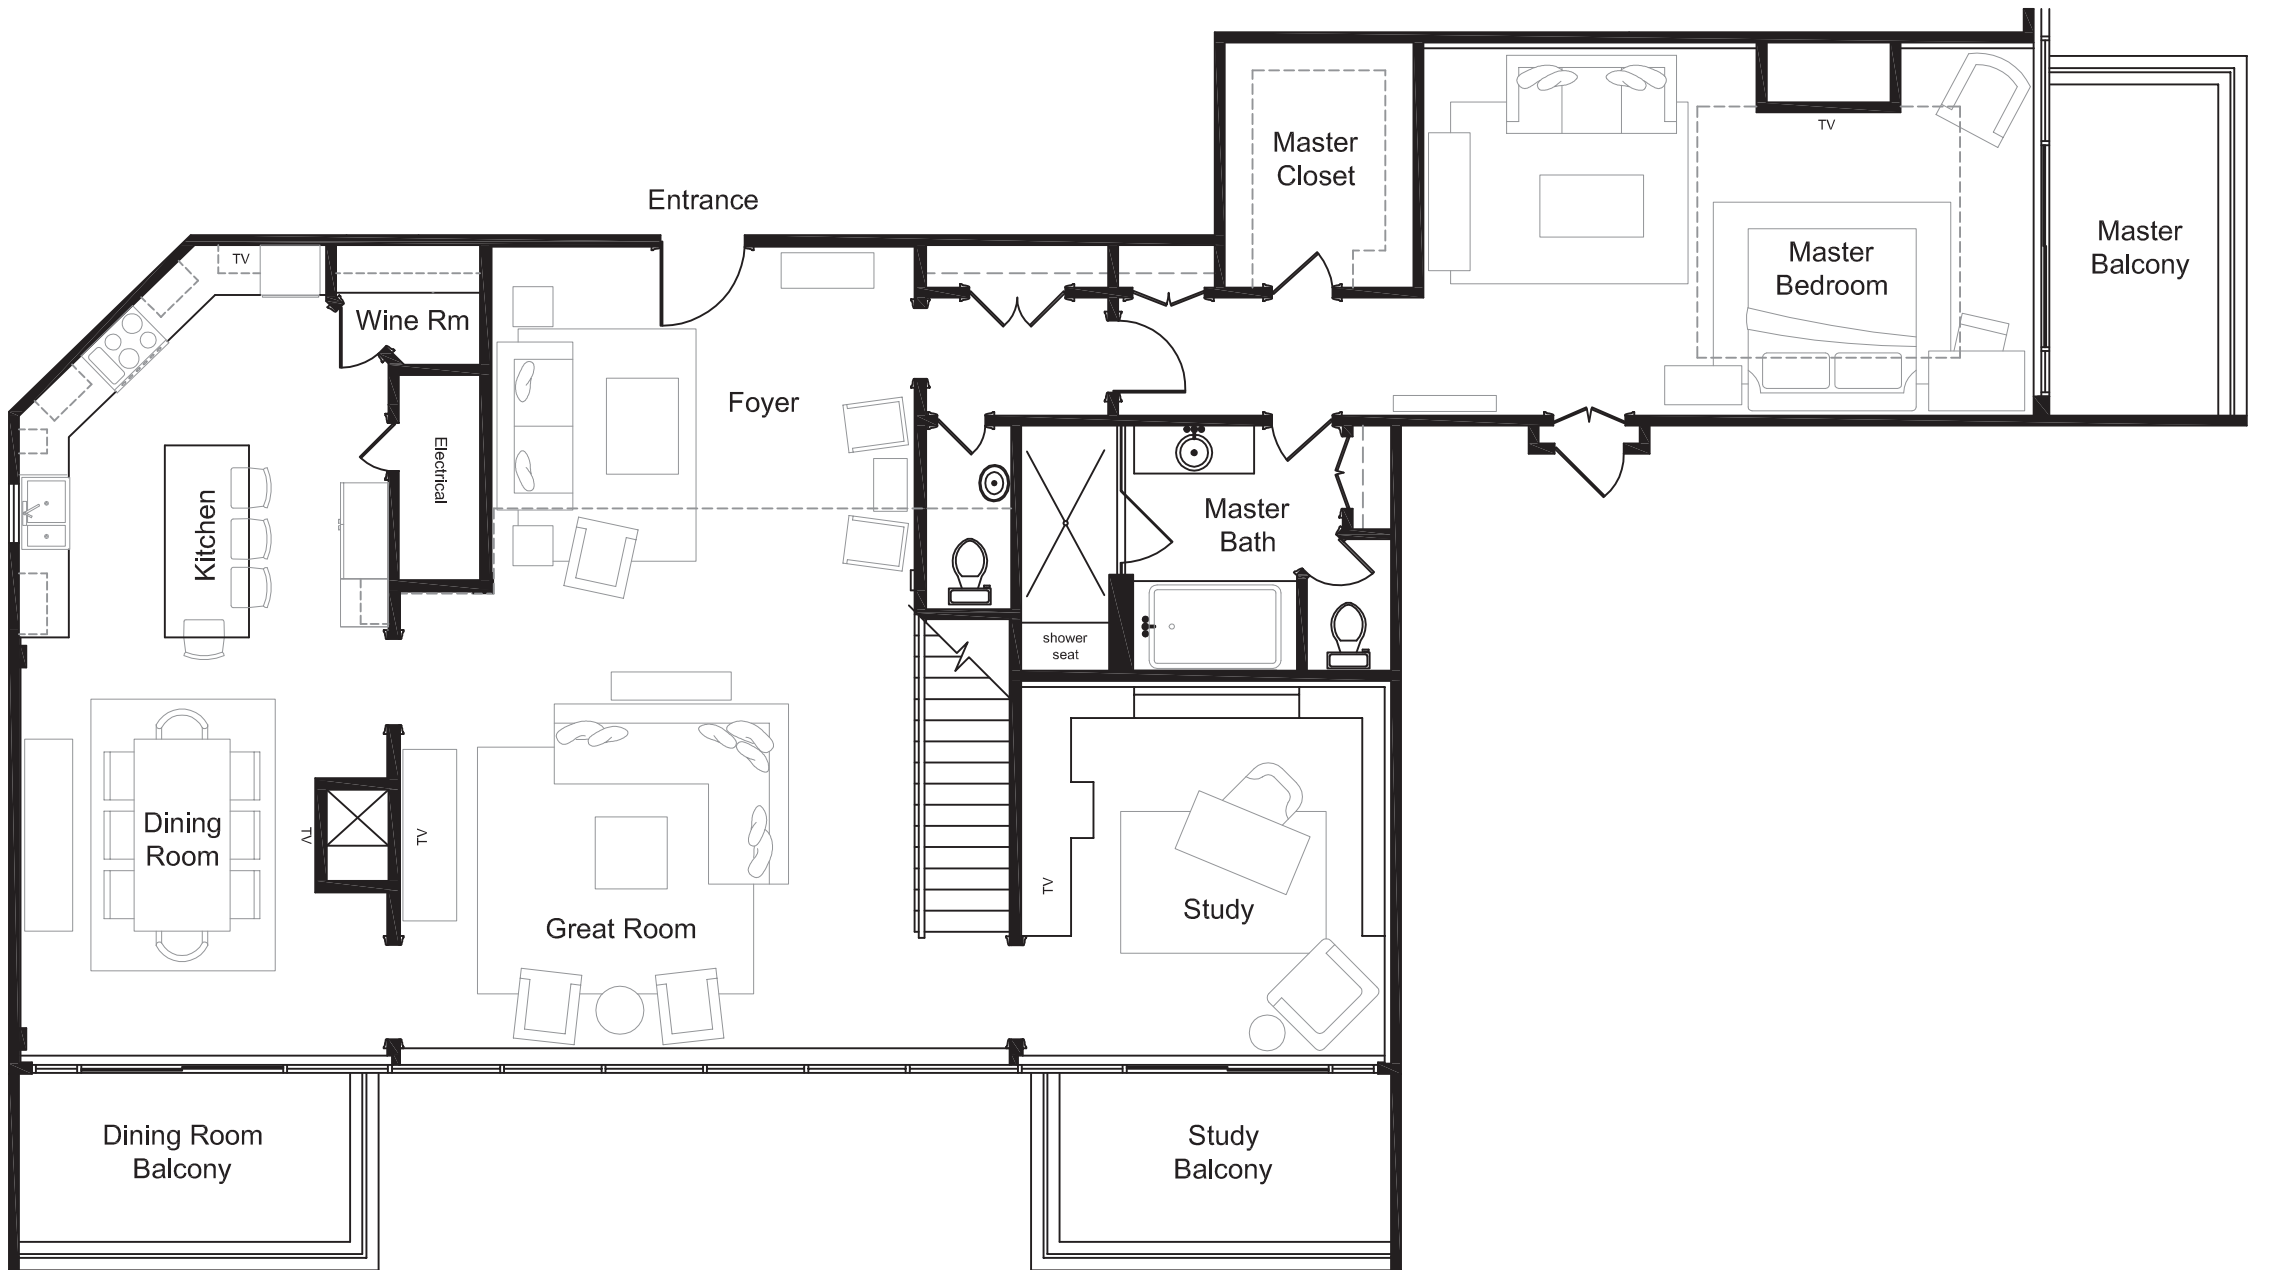 Entrance
Master
Closet
TV
Master
Bedroom
Master
Balcony
TV
Wine Rm
Foyer
Electrical
Kitchen
Master
Bath
shower
seat
Dining
Room
TV
TV
Great Room
TV
Study
Dining Room
Balcony
Study
Balcony